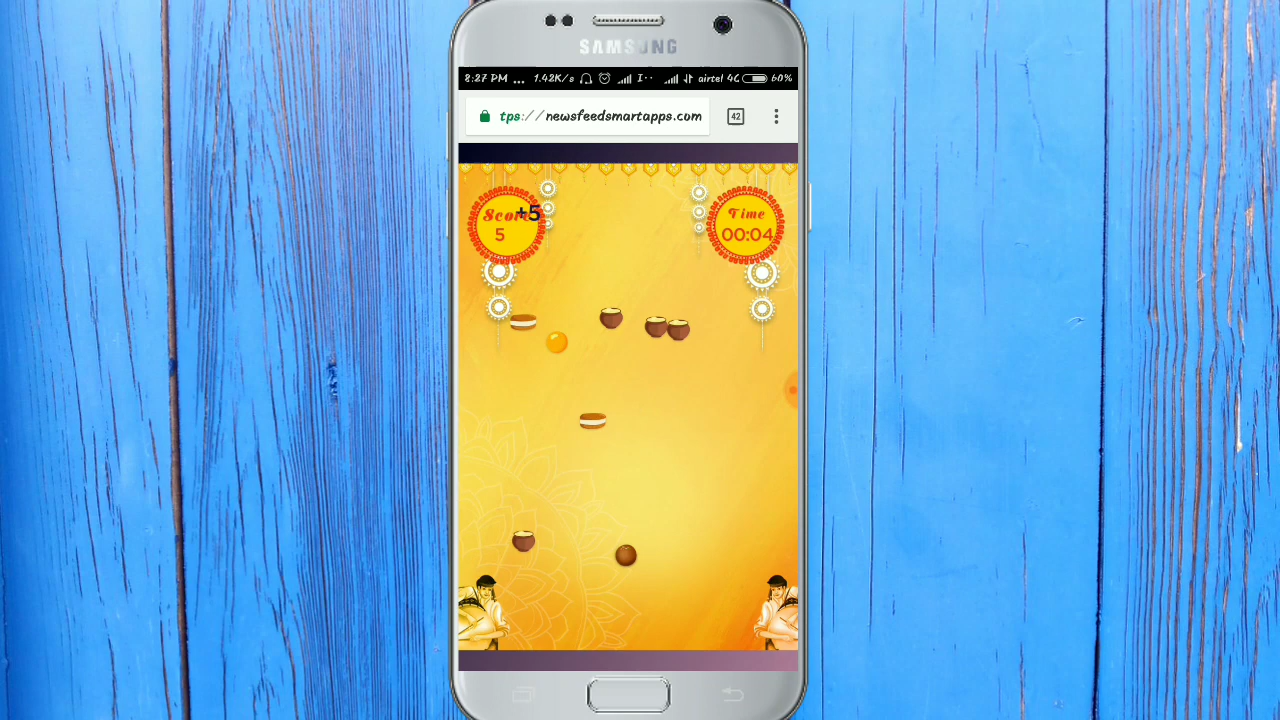 SAMSUNG
8:27 PM ... 1.42K/s I·· airtel 4G 60%
tps://newsfeedsmartapps.com 42
Score +5
5
Time
00:04